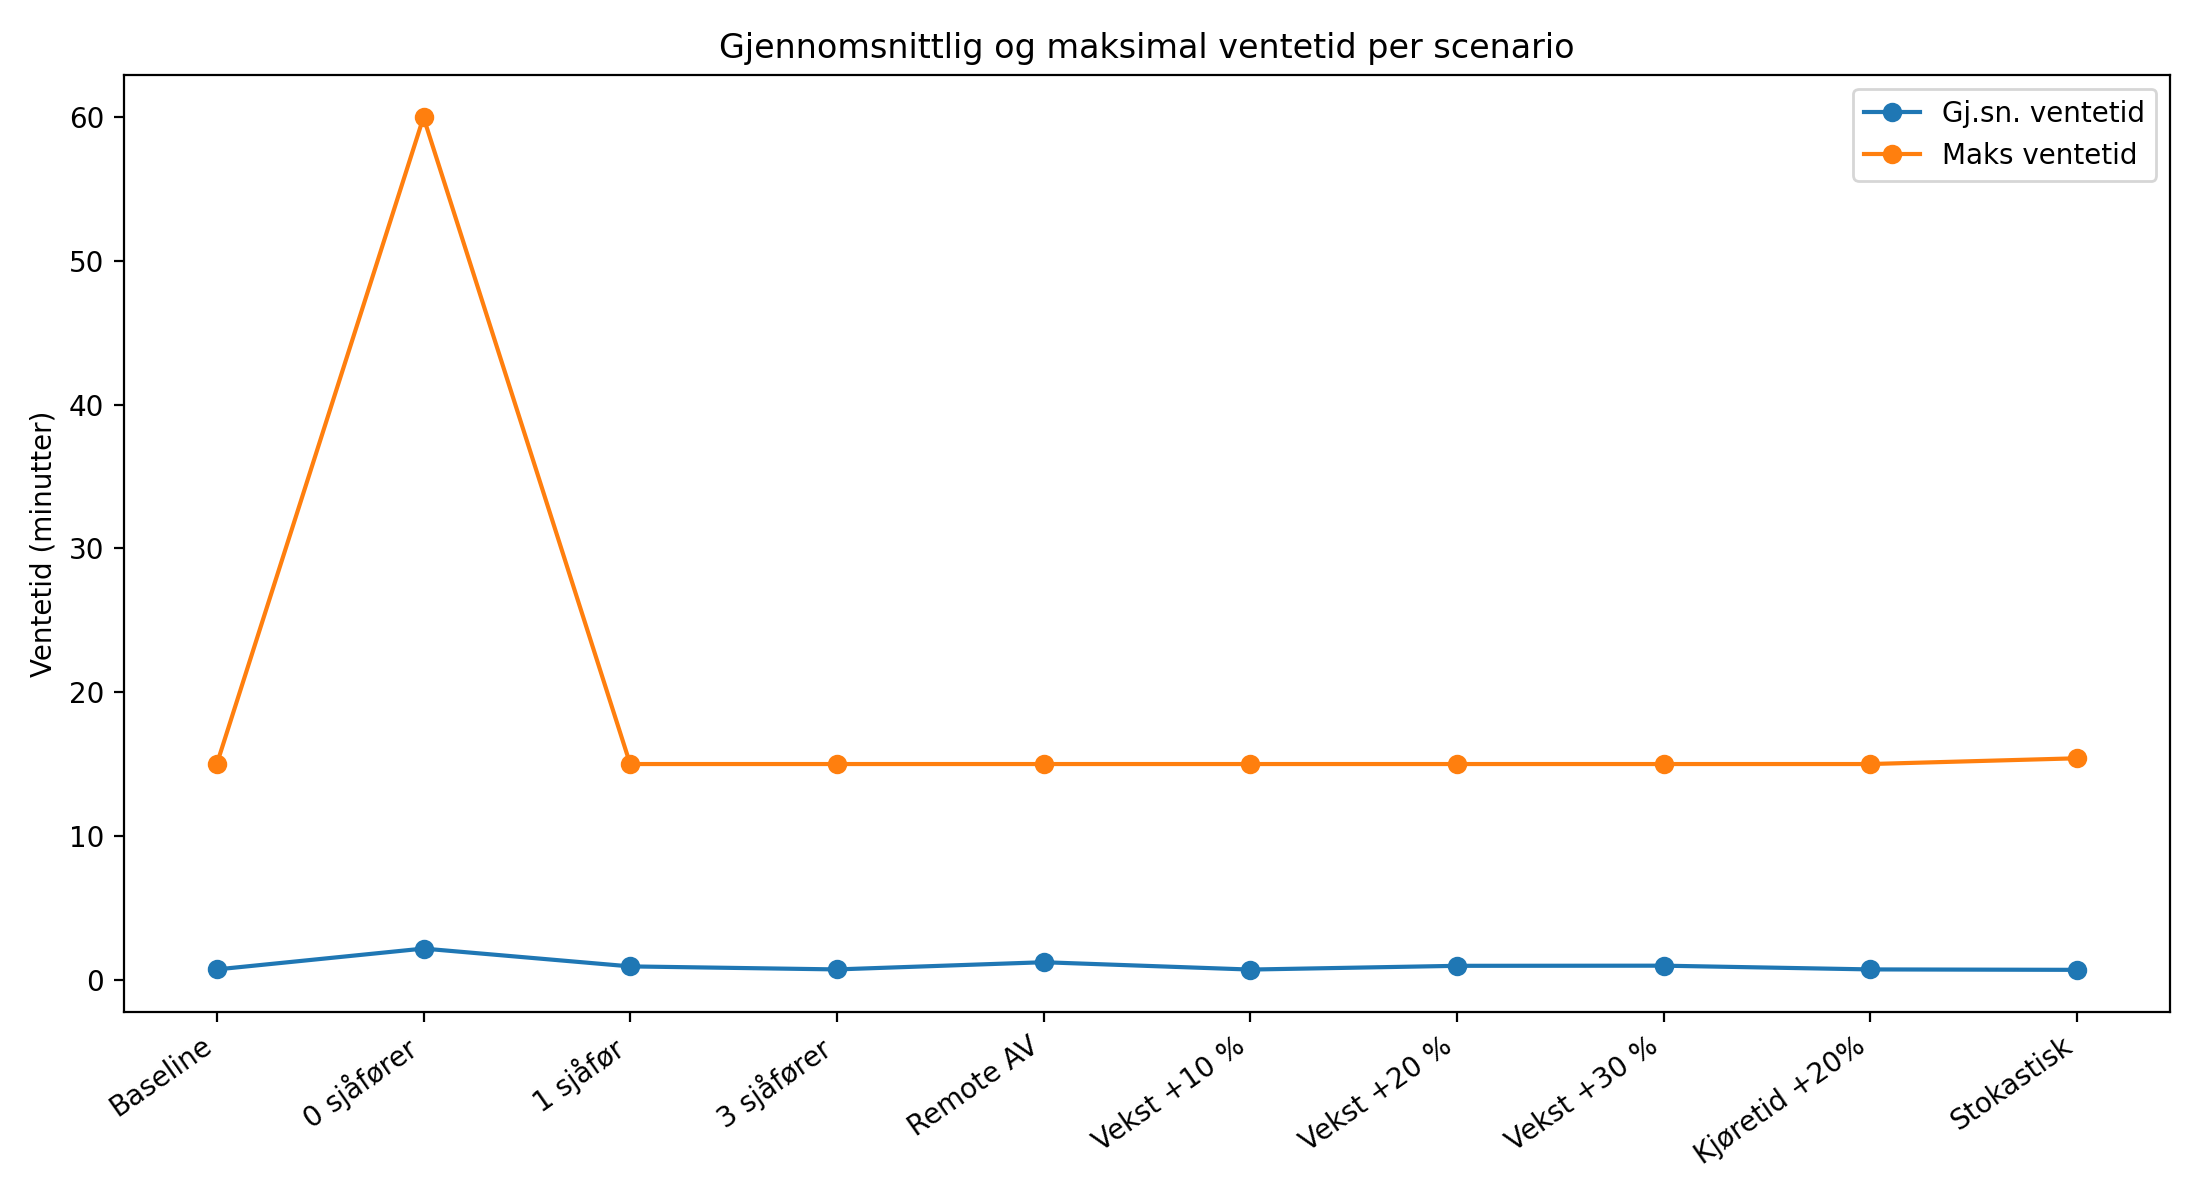 Gjennomsnittlig og maksimal ventetid per scenario
Gj.sn. ventetid
Maks ventetid
Ventetid (minutter)
60
50
40
30
20
10
0
Baseline
0 sjåfører
1 sjåfør
3 sjåfører
Remote AV
Vekst +10 %
Vekst +20 %
Vekst +30 %
Kjøretid +20%
Stokastisk